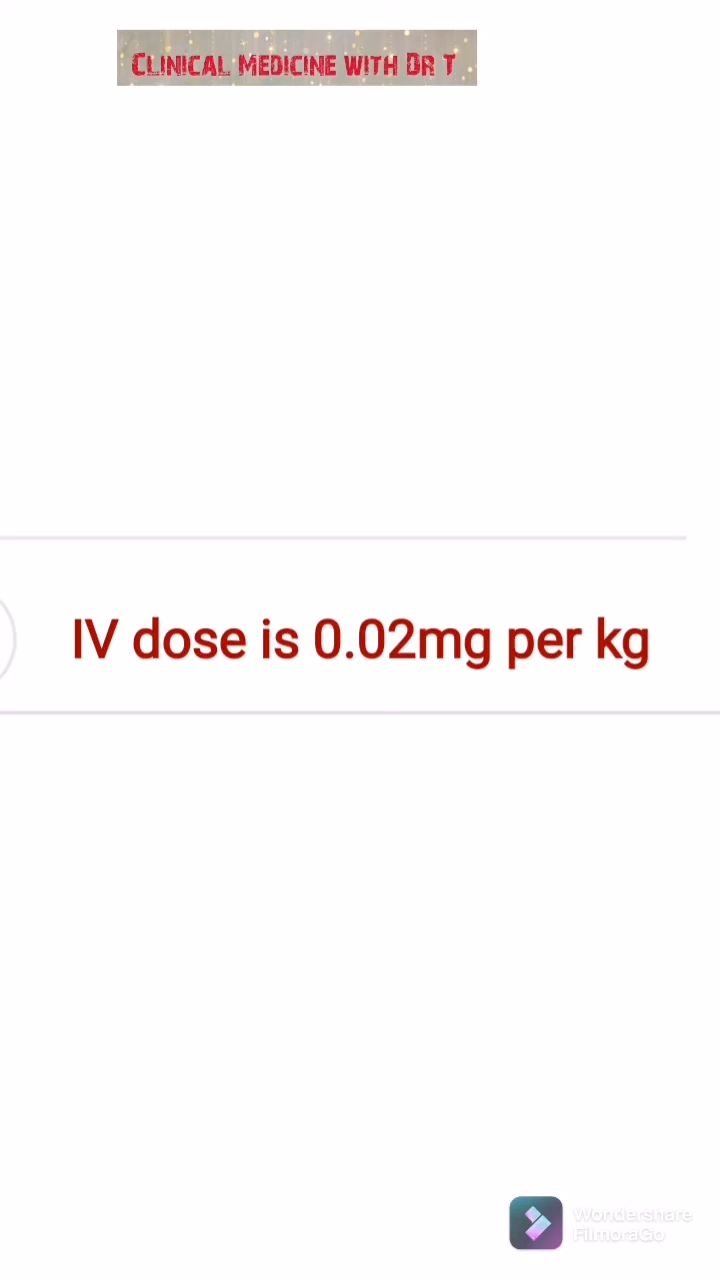 CLINICAL MEDICINE WITH DR T
IV dose is 0.02mg per kg
Wondershare
FilmoraGo